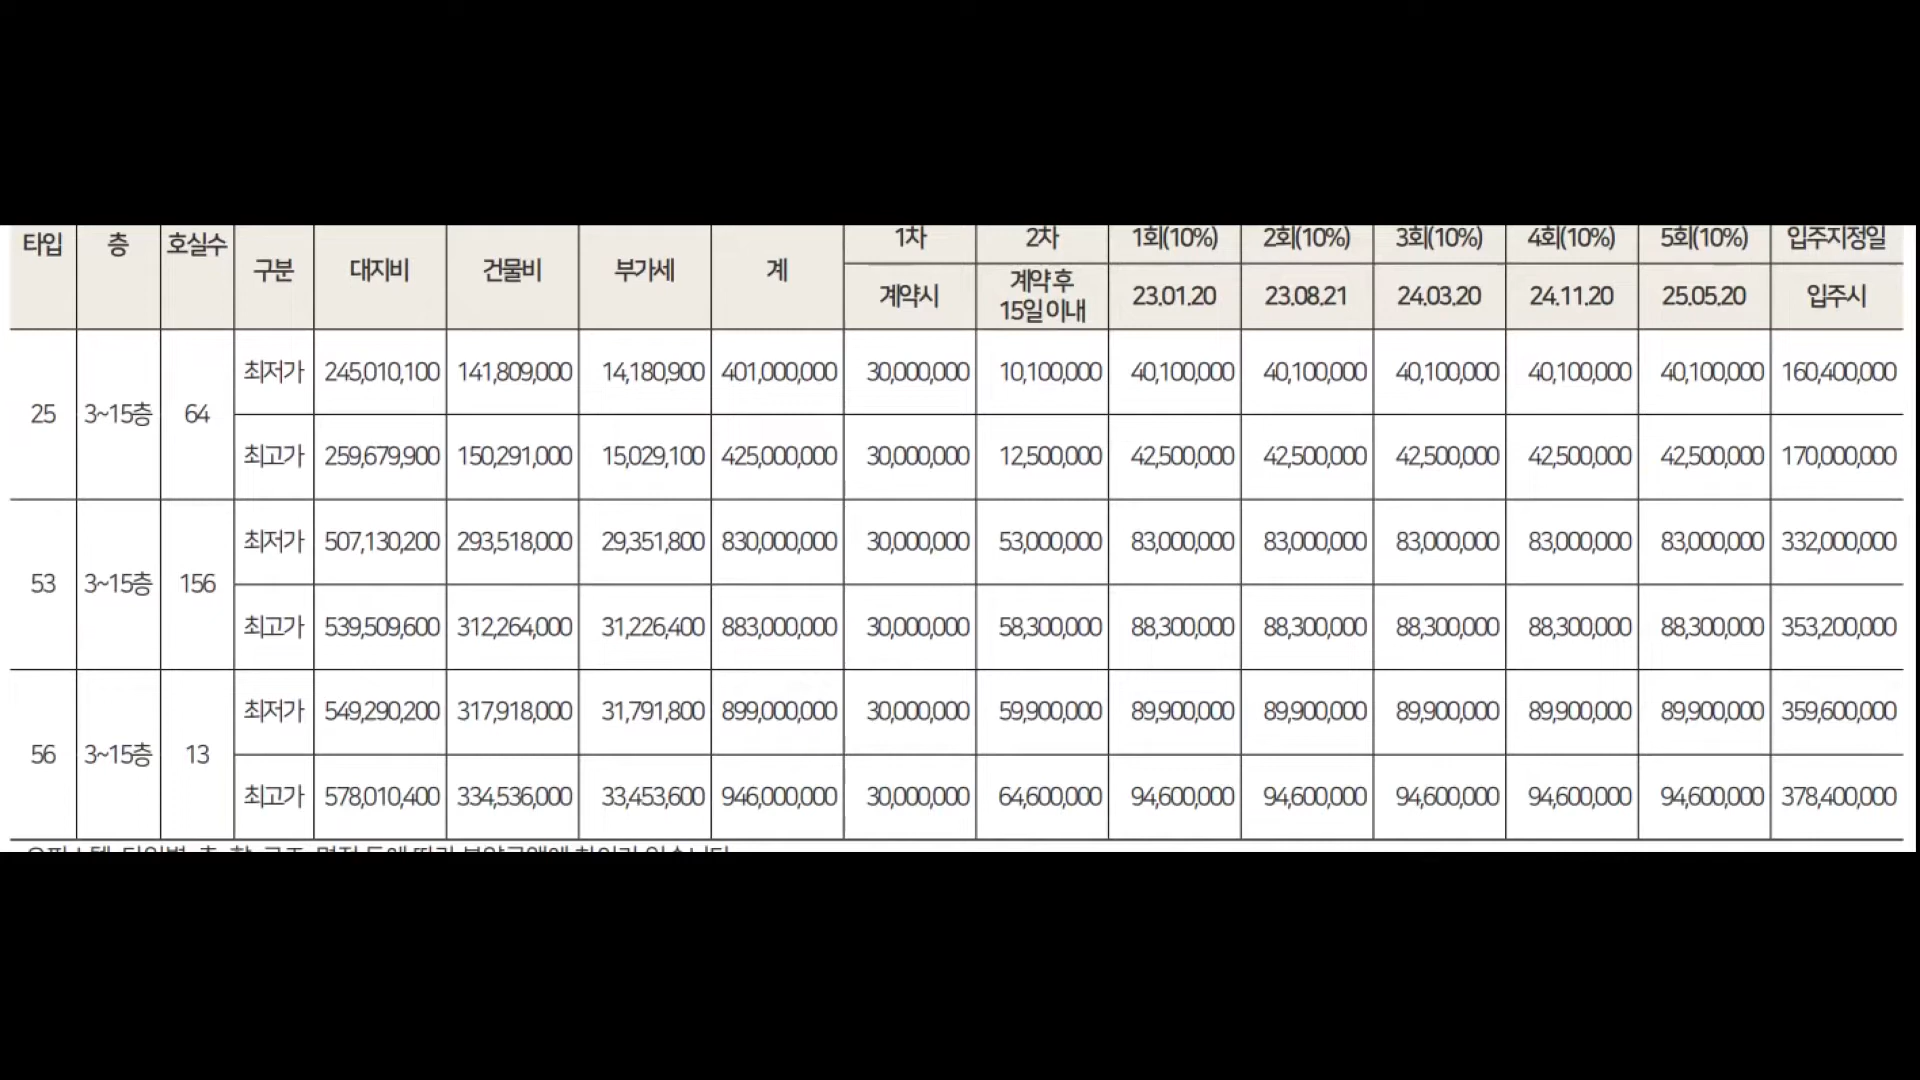 타입 층 호실수 구분 대지비 건물비 부가세 계 1차 2차 1회(10%) 2회(10%) 3회(10%) 4회(10%) 5회(10%) 입주지정일
계약시 계약 후 15일 이내 23.01.20 23.08.21 24.03.20 24.11.20 25.05.20 입주시
25 3~15층 64 최저가 245,010,100 141,809,000 14,180,900 401,000,000 30,000,000 10,100,000 40,100,000 40,100,000 40,100,000 40,100,000 40,100,000 160,400,000
최고가 259,679,900 150,291,000 15,029,100 425,000,000 30,000,000 12,500,000 42,500,000 42,500,000 42,500,000 42,500,000 42,500,000 170,000,000
53 3~15층 156 최저가 507,130,200 293,518,000 29,351,800 830,000,000 30,000,000 53,000,000 83,000,000 83,000,000 83,000,000 83,000,000 83,000,000 332,000,000
최고가 539,509,600 312,264,000 31,226,400 883,000,000 30,000,000 58,300,000 88,300,000 88,300,000 88,300,000 88,300,000 88,300,000 353,200,000
56 3~15층 13 최저가 549,290,200 317,918,000 31,791,800 899,000,000 30,000,000 59,900,000 89,900,000 89,900,000 89,900,000 89,900,000 89,900,000 359,600,000
최고가 578,010,400 334,536,000 33,453,600 946,000,000 30,000,000 64,600,000 94,600,000 94,600,000 94,600,000 94,600,000 94,600,000 378,400,000